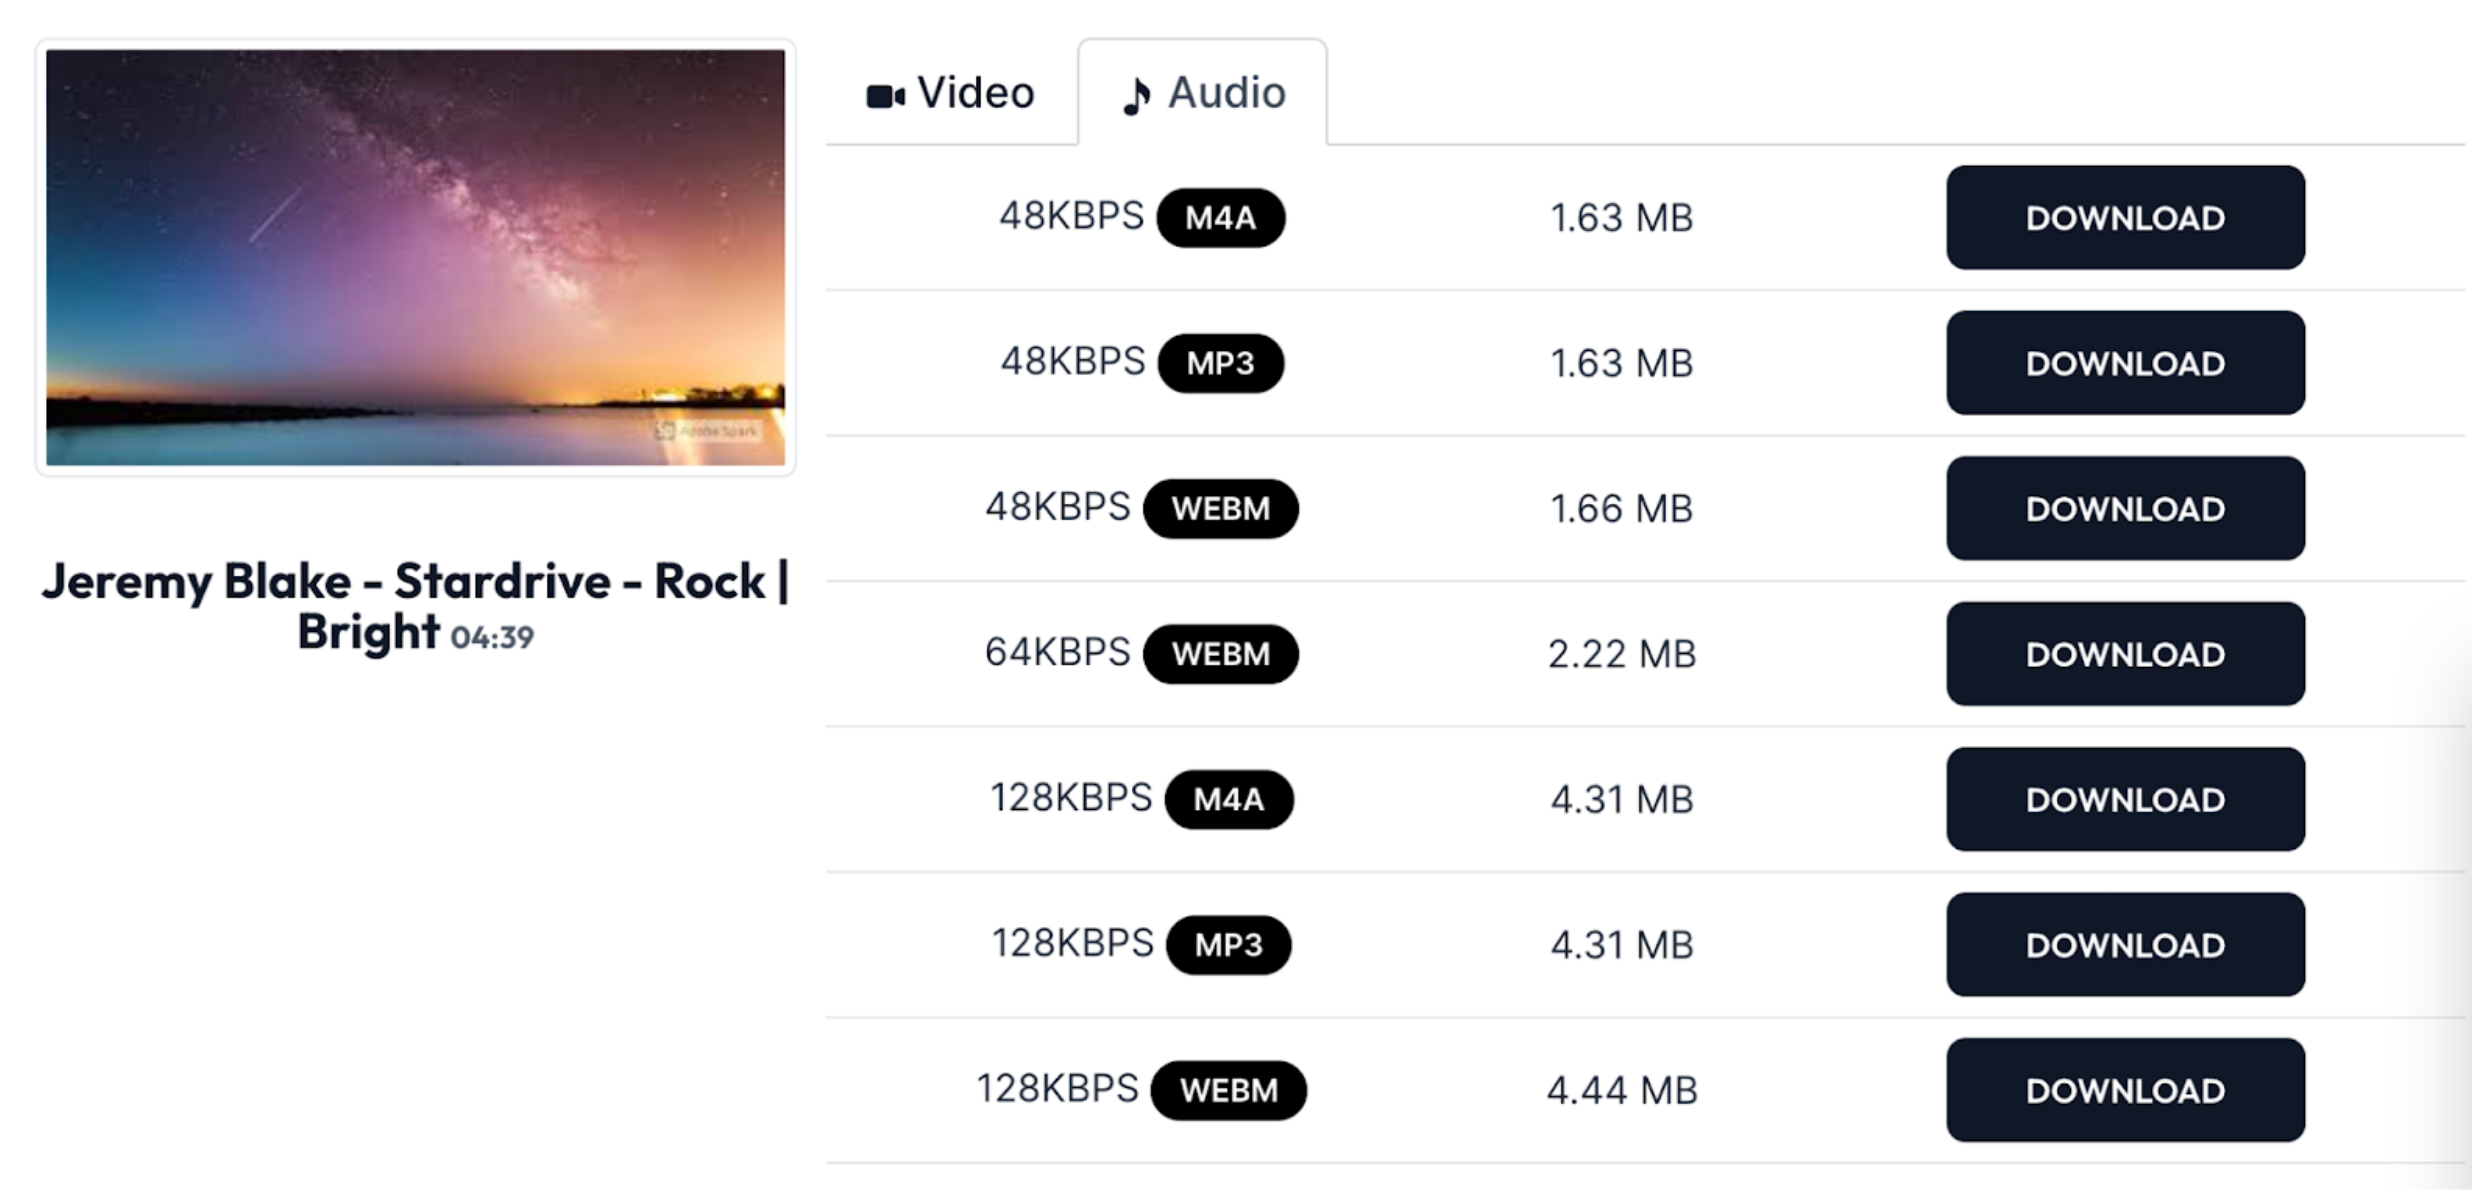 Video
Audio
48KBPS M4A 1.63 MB DOWNLOAD
48KBPS MP3 1.63 MB DOWNLOAD
48KBPS WEBM 1.66 MB DOWNLOAD
64KBPS WEBM 2.22 MB DOWNLOAD
128KBPS M4A 4.31 MB DOWNLOAD
128KBPS MP3 4.31 MB DOWNLOAD
128KBPS WEBM 4.44 MB DOWNLOAD
Sp Adobe Spark
Jeremy Blake - Stardrive - Rock |
Bright 04:39